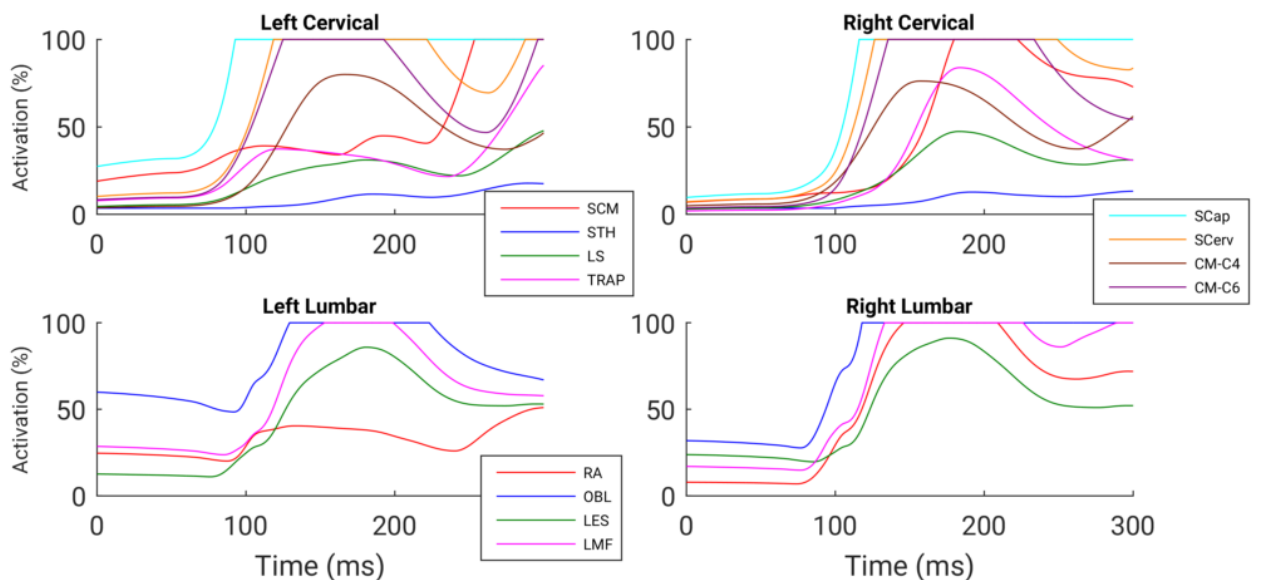 Left Cervical
Right Cervical
Activation (%)
100
50
0
0
100
200
SCM
STH
LS
TRAP
100
50
0
0
100
200
SCap
SCerv
CM-C4
CM-C6
Left Lumbar
Right Lumbar
Activation (%)
100
50
0
0
100
200
RA
OBL
LES
LMF
Time (ms)
100
50
0
0
100
200
300
Time (ms)